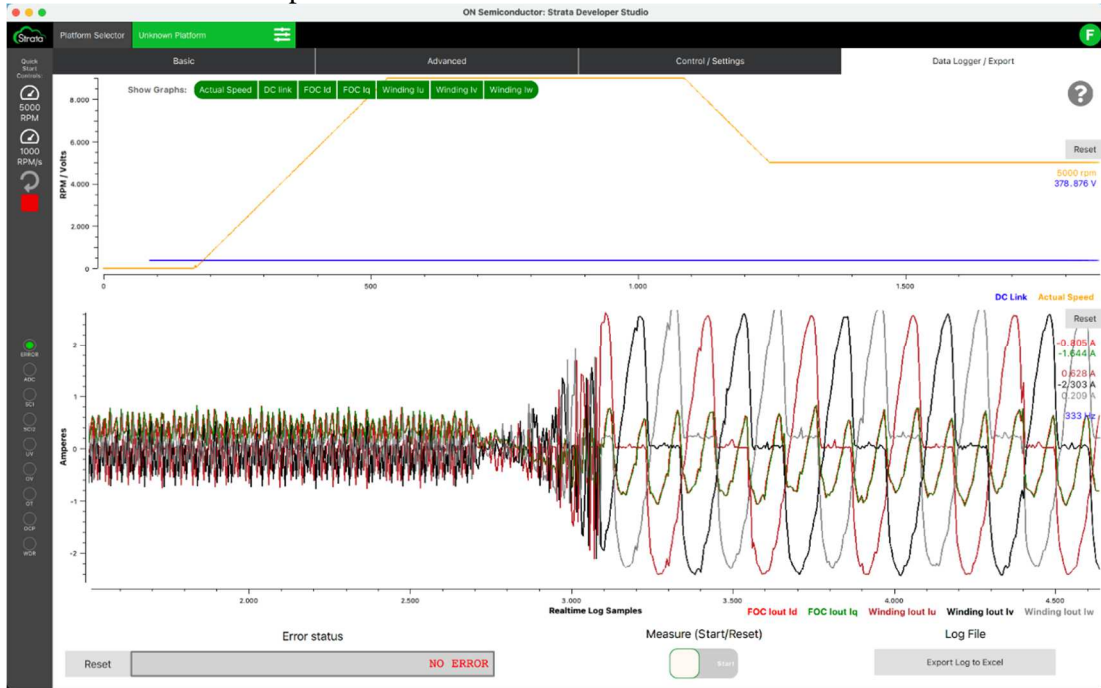 ON Semiconductor: Strata Developer Studio
Strata
Platform Selector
Unknown Platform
F
Quick
Start
Controls:
5000
RPM
1000
RPM/s
ERROR
ADC
SCI
SCO
UV
OV
OT
OCP
WDR
Basic
Advanced
Control / Settings
Data Logger / Export
Show Graphs:
Actual Speed
DC link
FOC Id
FOC Iq
Winding Iu
Winding Iv
Winding Iw
?
Reset
RPM / Volts
8.000
6.000
4.000
2.000
0
5000 rpm
378.876 V
0
500
1.000
1.500
DC Link
Actual Speed
Reset
Amperes
2
1
0
-1
-2
-0.805 A
-1.644 A
0.628 A
-2.303 A
0.209 A
333 Hz
2.000
2.500
3.000
3.500
4.000
4.500
Realtime Log Samples
FOC Iout Id
FOC Iout Iq
Winding Iout Iu
Winding Iout Iv
Winding Iout Iw
Error status
Reset
NO ERROR
Measure (Start/Reset)
Start
Log File
Export Log to Excel